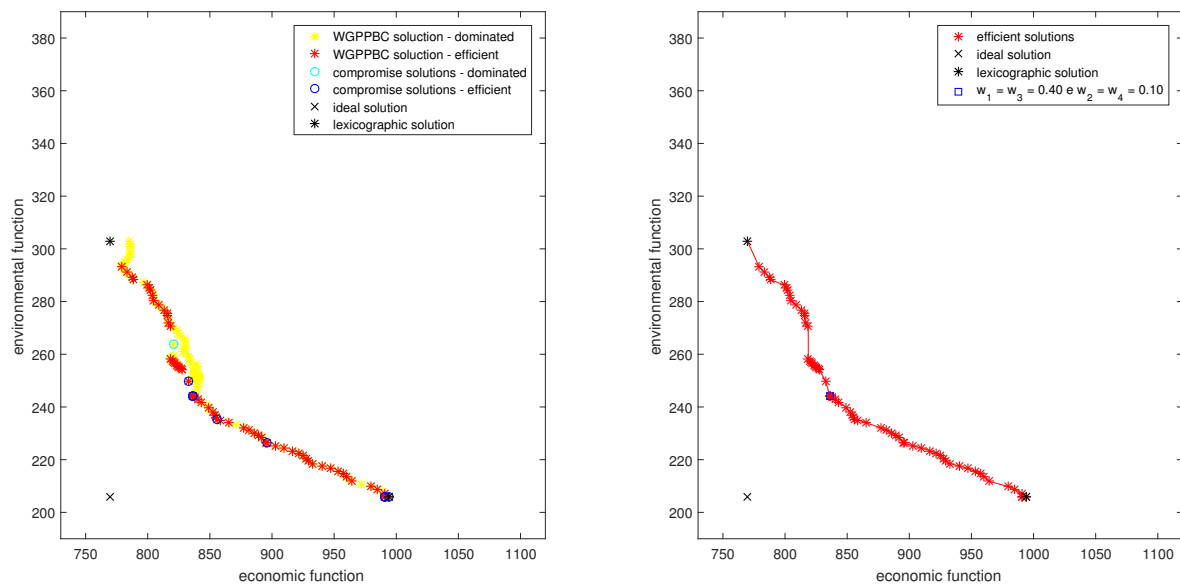 380
360
340
320
300
280
260
240
220
200
environmental function
750 800 850 900 950 1000 1050 1100
economic function
WGPPBC soluction - dominated
WGPPBC soluction - efficient
compromise solutions - dominated
compromise solutions - efficient
ideal solution
lexicographic solution
380
360
340
320
300
280
260
240
220
200
environmental function
750 800 850 900 950 1000 1050 1100
economic function
efficient solutions
ideal solution
lexicographic solution
w1 = w3 = 0.40 e w2 = w4 = 0.10